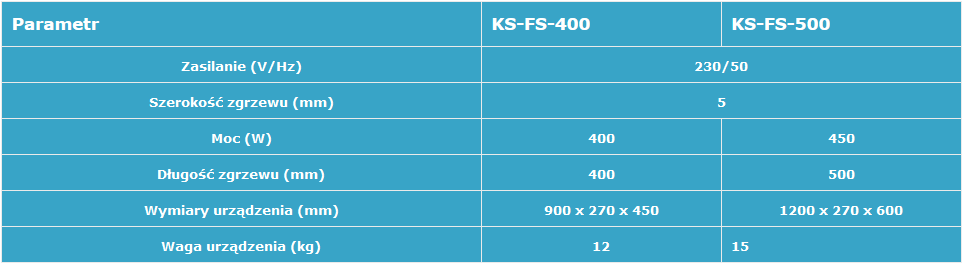 Parametr KS-FS-400 KS-FS-500
Zasilanie (V/Hz) 230/50
Szerokość zgrzewu (mm) 5
Moc (W) 400 450
Długość zgrzewu (mm) 400 500
Wymiary urządzenia (mm) 900 x 270 x 450 1200 x 270 x 600
Waga urządzenia (kg) 12 15